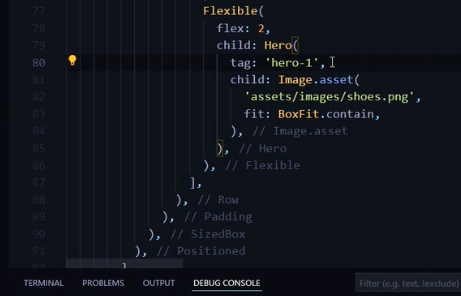 77 Flexible(
78 flex: 2,
79 child: Hero(
80 tag: 'hero-1',
81 child: Image.asset(
82 'assets/images/shoes.png',
83 fit: BoxFit.contain,
84 ), // Image.asset
85 ), // Hero
86 ), // Flexible
87 ],
88 ), // Row
89 ), // Padding
90 ), // SizedBox
91 ), // Positioned
92 ]
TERMINAL PROBLEMS OUTPUT DEBUG CONSOLE Filter (e.g. text, !exclude)